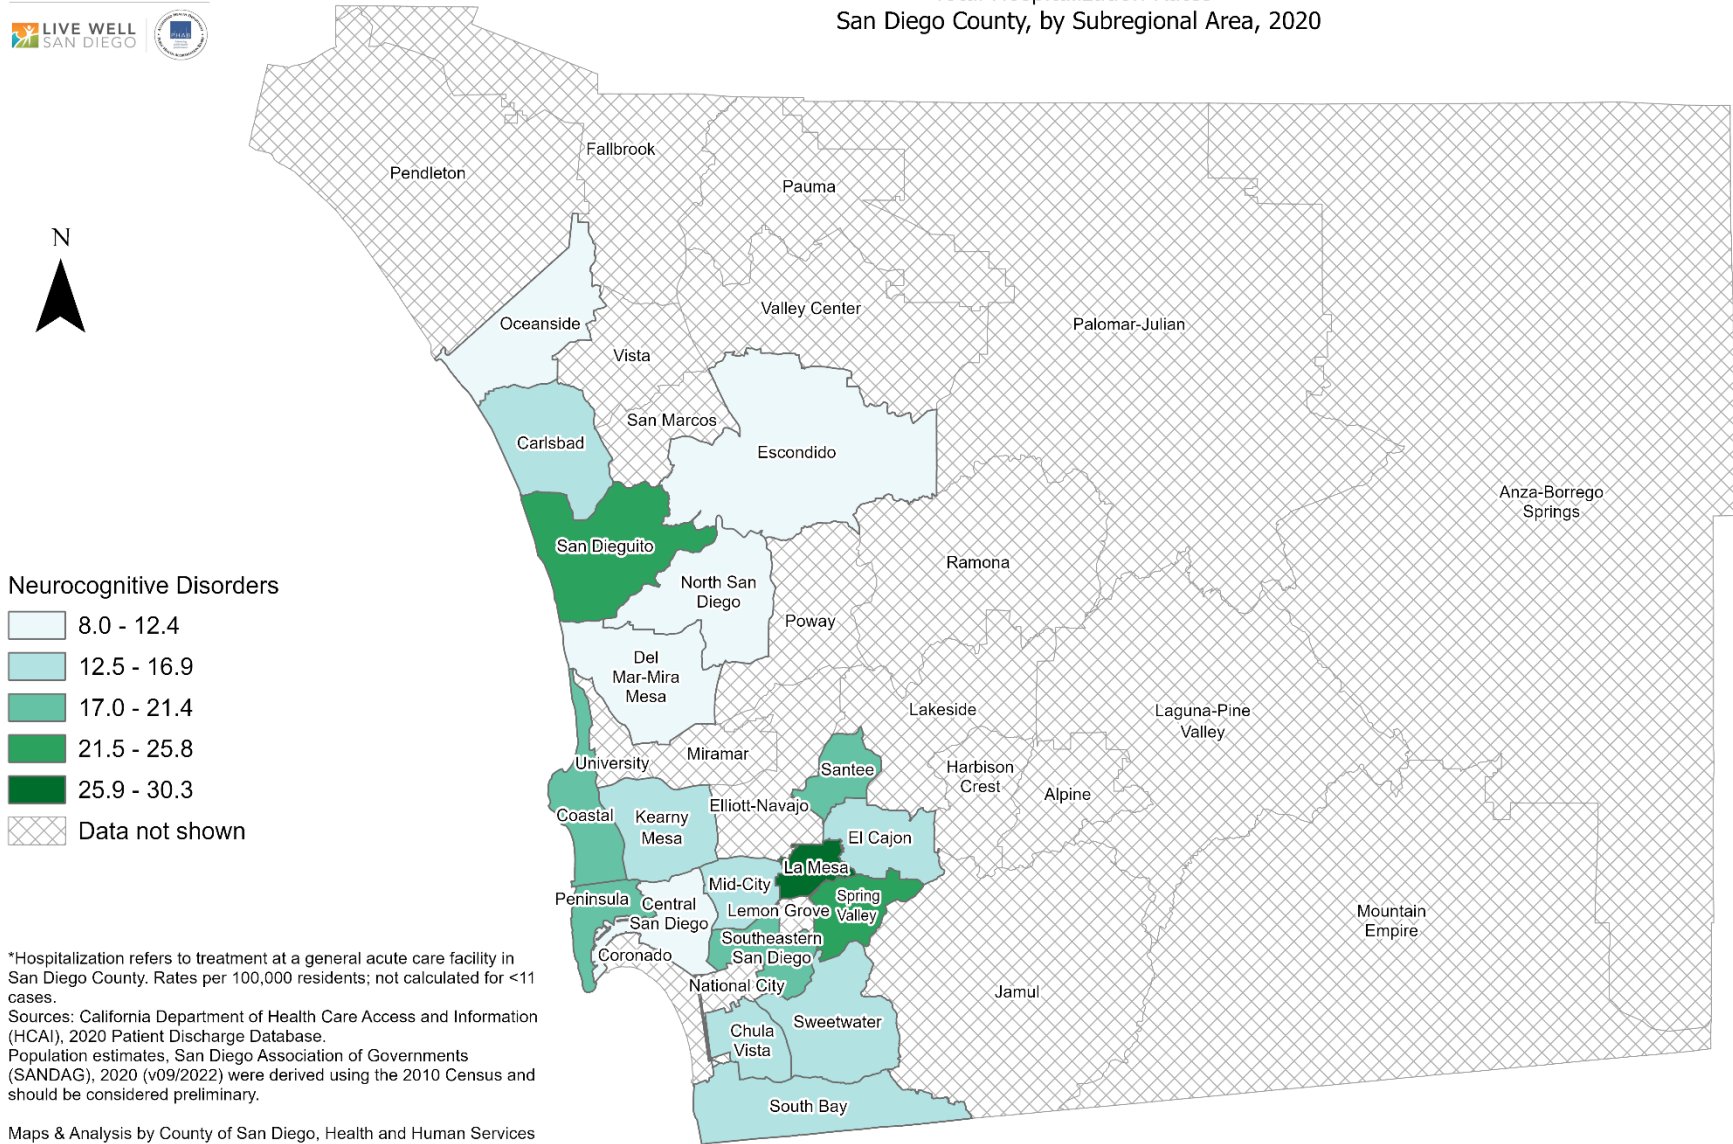 LIVE WELL
SAN DIEGO
PHAB
San Diego County, by Subregional Area, 2020
Fallbrook
Pendleton
Pauma
N
Oceanside
Valley Center
Palomar-Julian
Vista
San Marcos
Carlsbad
Escondido
Anza-Borrego
Springs
San Dieguito
Ramona
North San
Diego
Poway
Del
Mar-Mira
Mesa
Lakeside
Laguna-Pine
Valley
Miramar
University
Santee
Harbison
Crest
Alpine
Elliott-Navajo
Coastal
Kearny
Mesa
El Cajon
La Mesa
Mid-City
Peninsula
Central
San Diego
Lemon Grove
Spring
Valley
Mountain
Empire
Southeastern
San Diego
Coronado
National City
Jamul
Sweetwater
Chula
Vista
South Bay
Neurocognitive Disorders
8.0 - 12.4
12.5 - 16.9
17.0 - 21.4
21.5 - 25.8
25.9 - 30.3
Data not shown
*Hospitalization refers to treatment at a general acute care facility in
San Diego County. Rates per 100,000 residents; not calculated for <11
cases.
Sources: California Department of Health Care Access and Information
(HCAI), 2020 Patient Discharge Database.
Population estimates, San Diego Association of Governments
(SANDAG), 2020 (v09/2022) were derived using the 2010 Census and
should be considered preliminary.
Maps & Analysis by County of San Diego, Health and Human Services